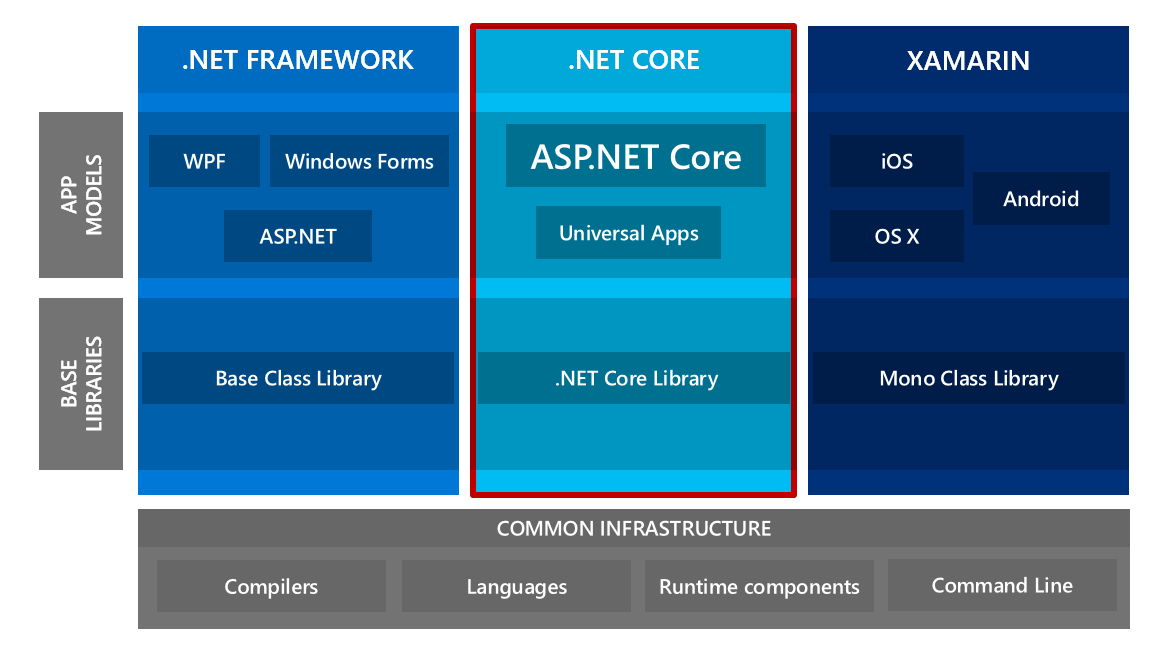 .NET FRAMEWORK
.NET CORE
XAMARIN
APP
MODELS
WPF
Windows Forms
ASP.NET
ASP.NET Core
Universal Apps
iOS
Android
OS X
BASE
LIBRARIES
Base Class Library
.NET Core Library
Mono Class Library
COMMON INFRASTRUCTURE
Compilers
Languages
Runtime components
Command Line